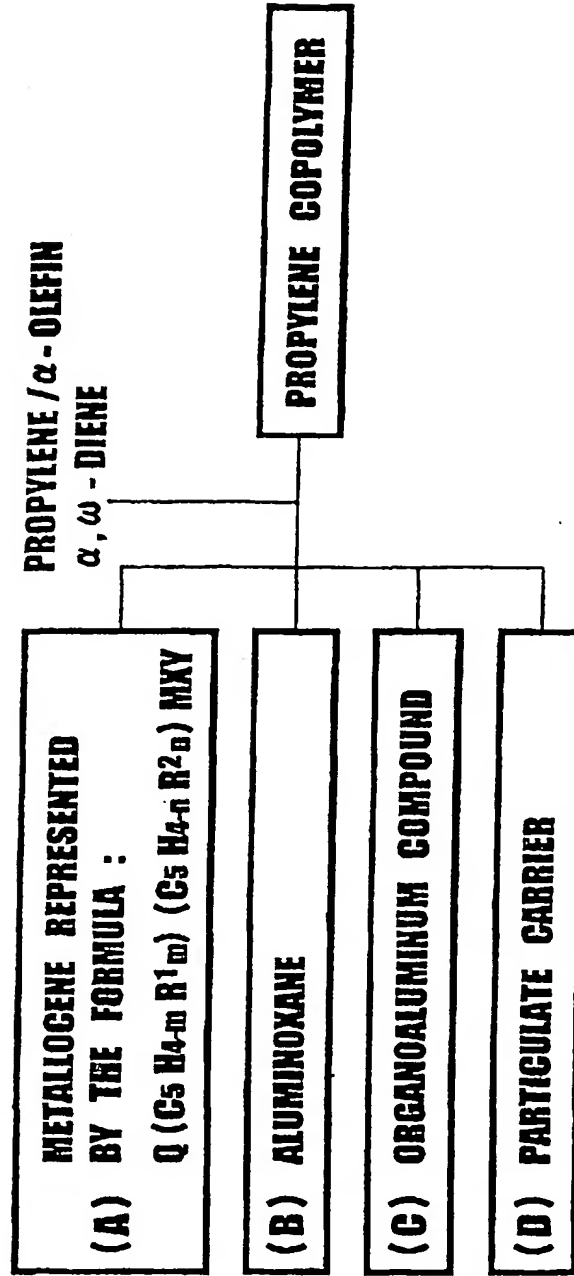 METALLOCENE REPRESENTED
(A) BY THE FORMULA :
Q (C5 H4-m R1m) (C5 H4-n R2n) MXY
(B) ALUMINOXANE
(C) ORGANOALUMINUM COMPOUND
(D) PARTICULATE CARRIER
PROPYLENE / α - OLEFIN
α, ω - DIENE
PROPYLENE COPOLYMER